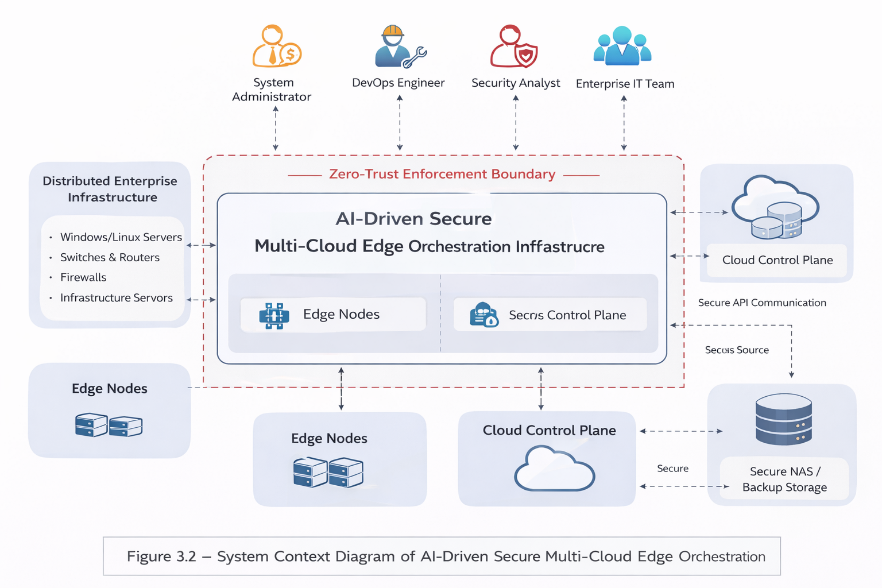 System
Administrator
DevOps Engineer
Security Analyst
Enterprise IT Team
Zero-Trust Enforcement Boundary
Distributed Enterprise
Infrastructure
· Windows/Linux Servers
· Switches & Routers
· Firewalls
· Infrastructure Servors
AI-Driven Secure
Multi-Cloud Edge Orchestration Inffastrucre
Edge Nodes
Secrus Control Plane
Cloud Control Plane
Secure API Communication
Secus Source
Edge Nodes
Edge Nodes
Cloud Control Plane
Secure
Secure NAS /
Backup Storage
Figure 3.2 – System Context Diagram of AI-Driven Secure Multi-Cloud Edge Orchestration